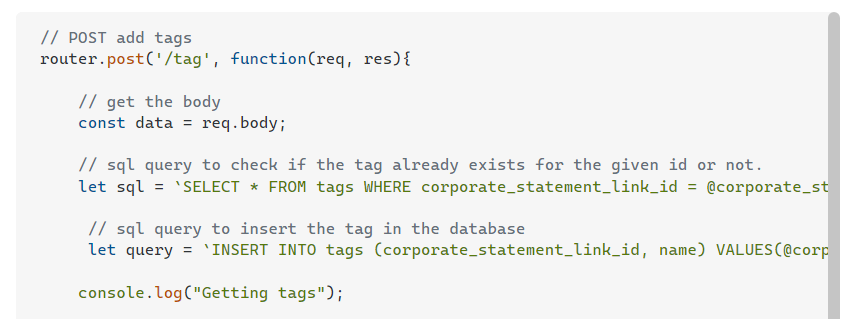 // POST add tags
router.post('/tag', function(req, res){
// get the body
const data = req.body;
// sql query to check if the tag already exists for the given id or not.
let sql = `SELECT * FROM tags WHERE corporate_statement_link_id = @corporate_st
// sql query to insert the tag in the database
let query = `INSERT INTO tags (corporate_statement_link_id, name) VALUES(@corp
console.log("Getting tags");